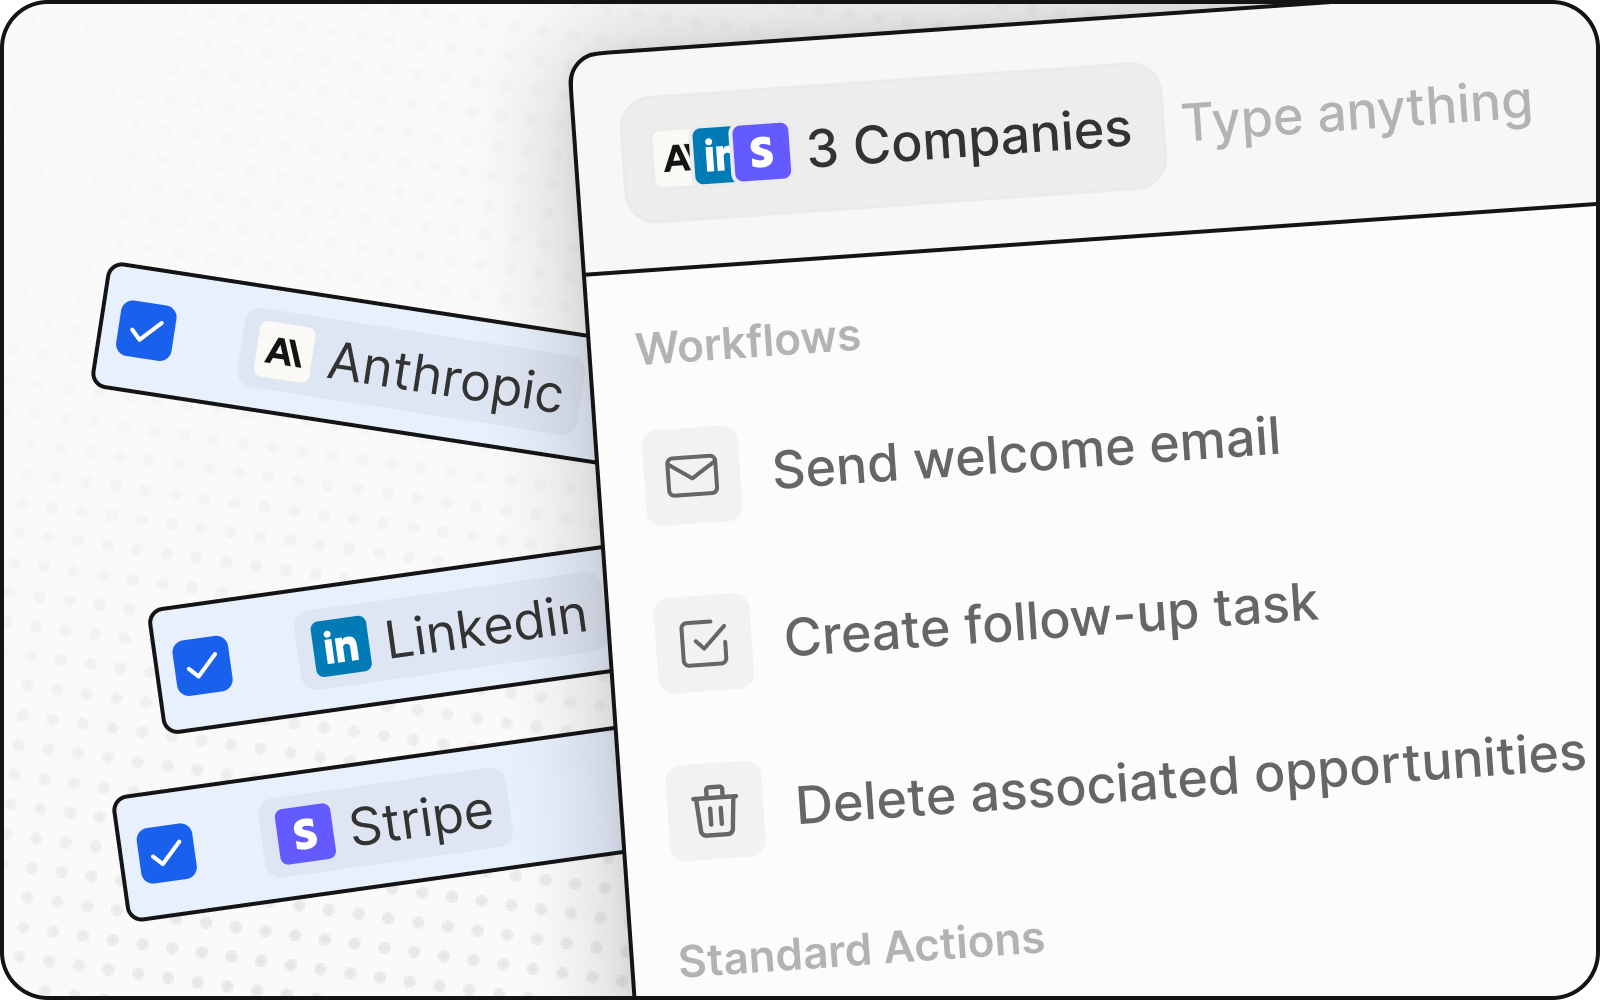 3 Companies
Type anything
Workflows
Send welcome email
Create follow-up task
Delete associated opportunities
Standard Actions
Anthropic
in
Linkedin
S
Stripe